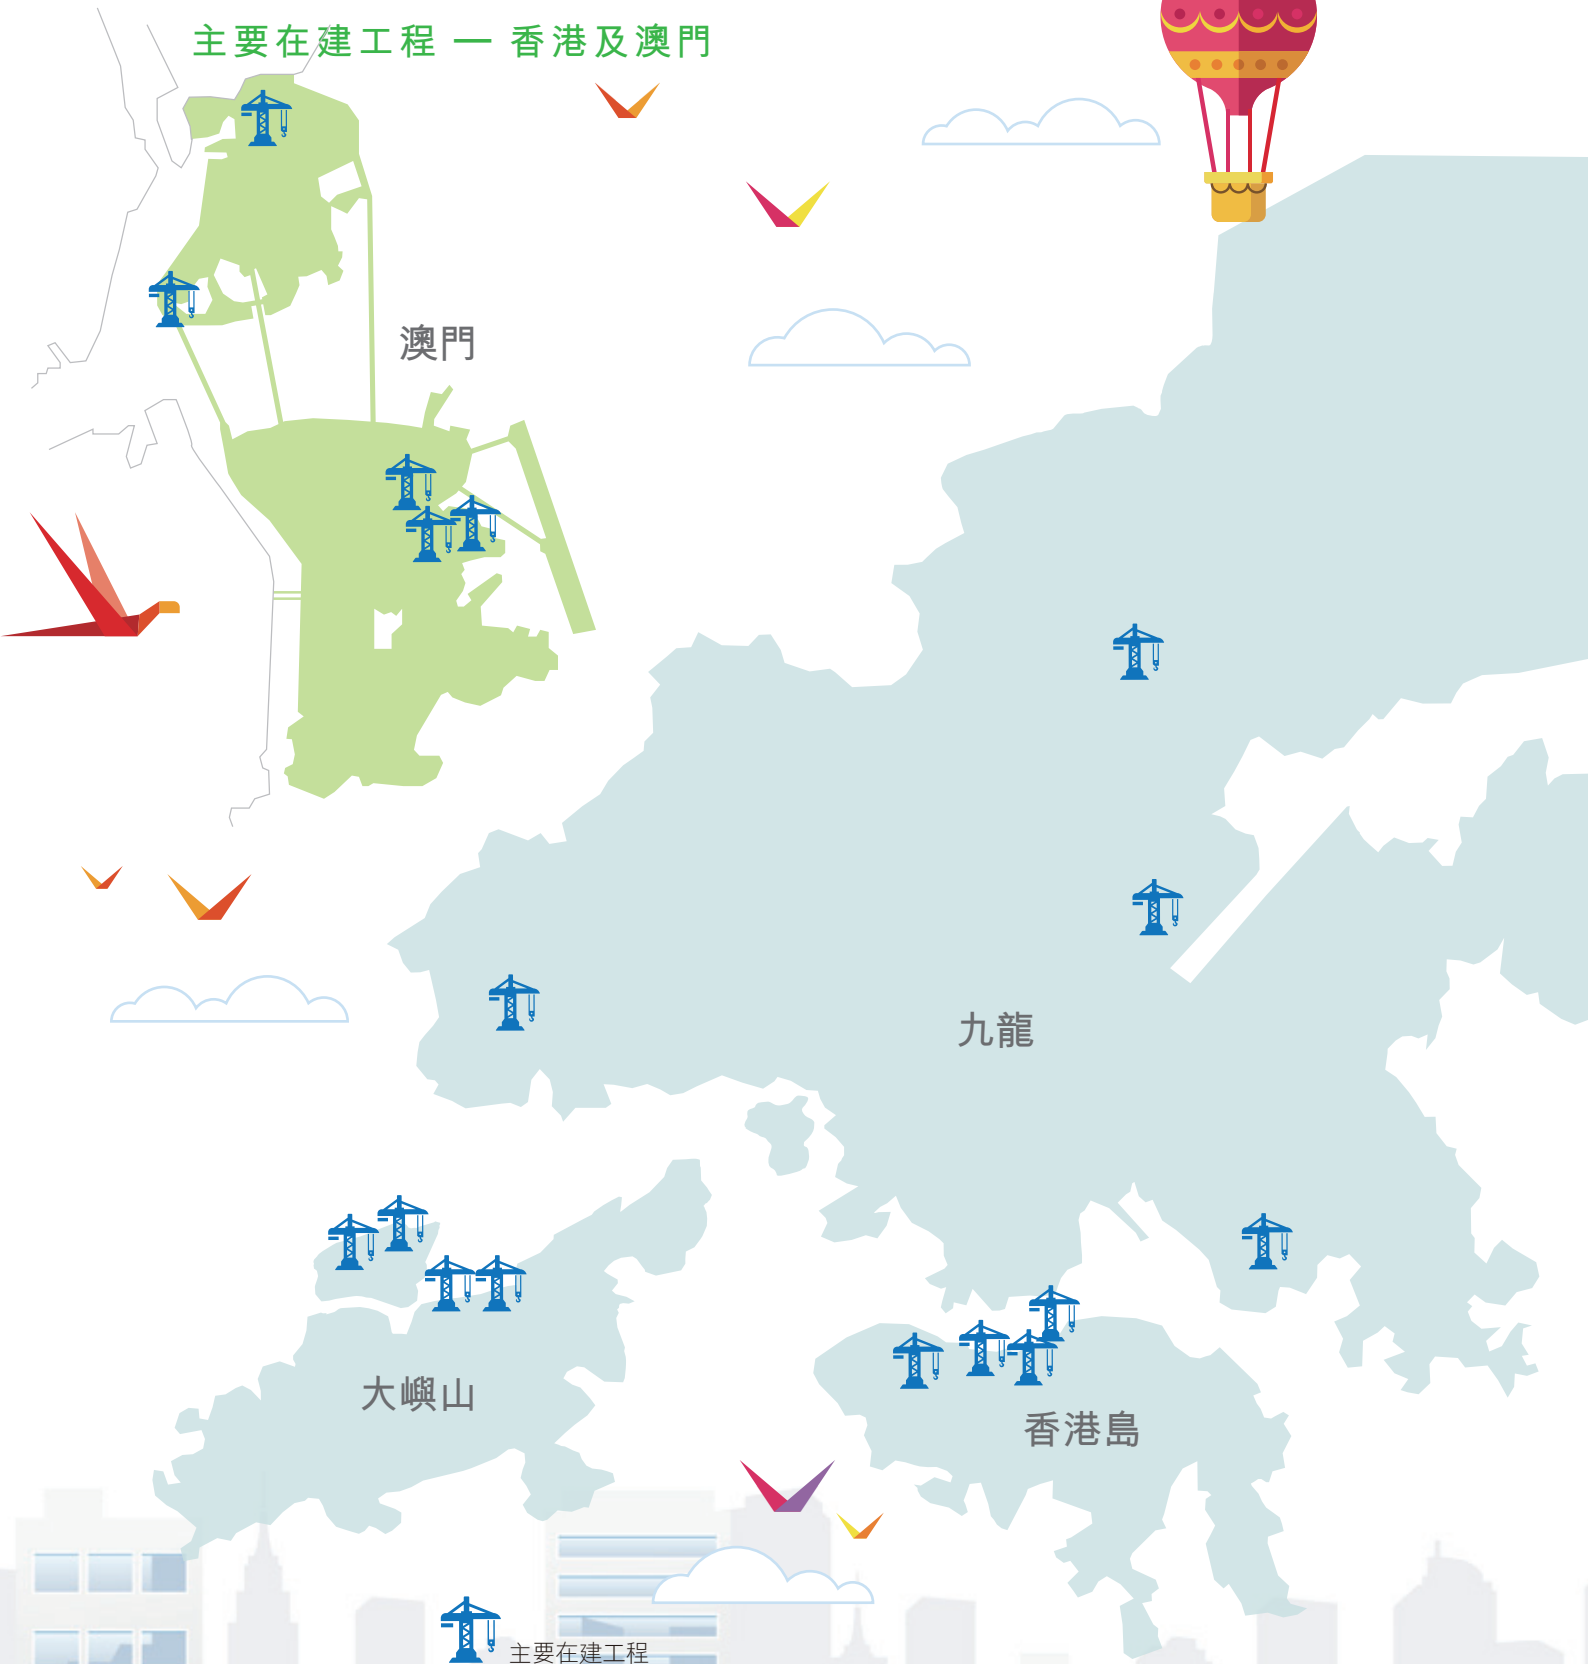 主要在建工程 — 香港及澳門
澳門
九龍
大嶼山
香港島
主要在建工程